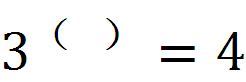 3^( ) = 4